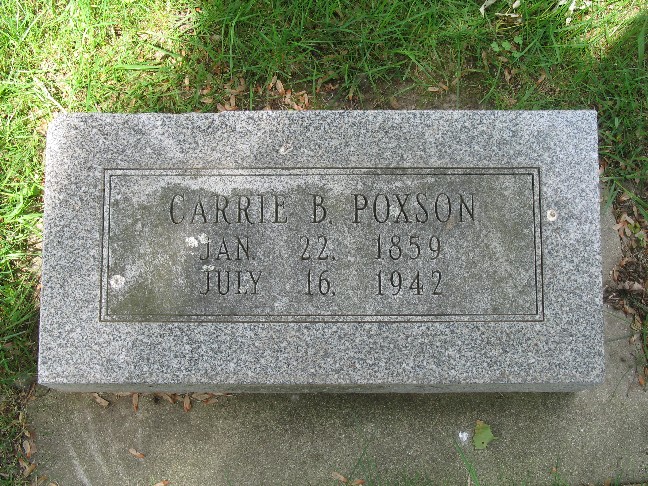 CARRIE B. POXSON
JAN. 22, 1859
JULY 16, 1942